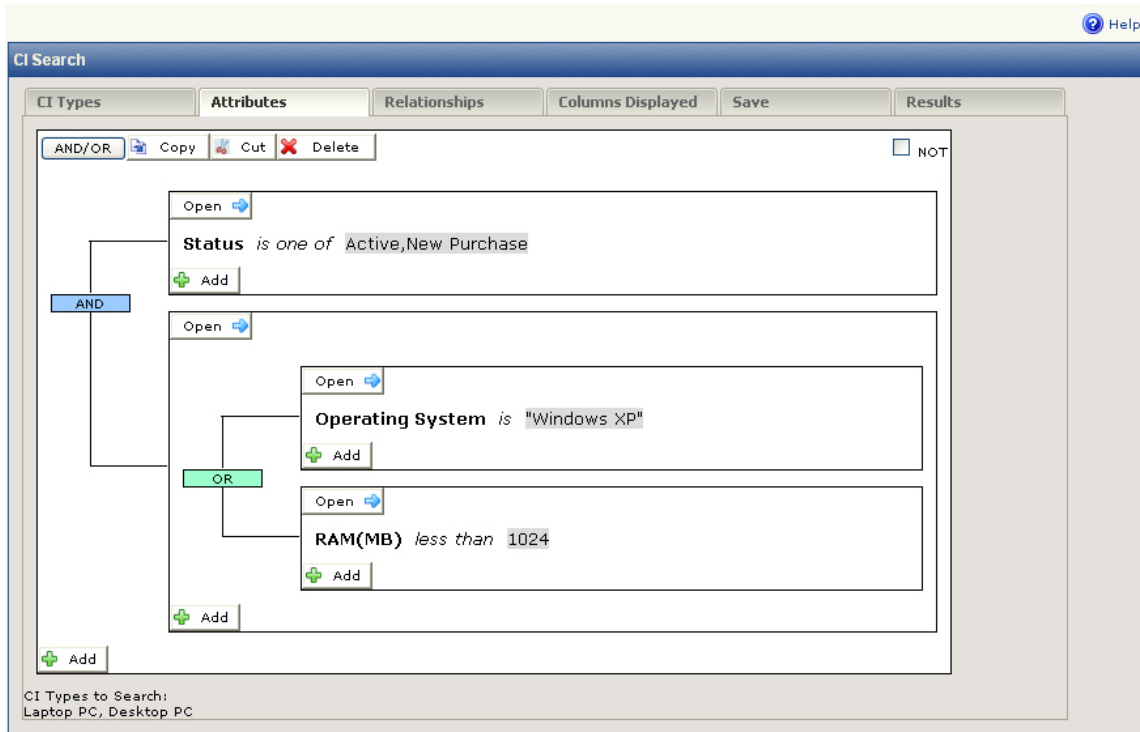 Help
CI Search
CI Types Attributes Relationships Columns Displayed Save Results
AND/OR Copy Cut Delete NOT
Open
Status is one of Active,New Purchase
Add
AND
Open
Open
Operating System is "Windows XP"
Add
OR
Open
RAM(MB) less than 1024
Add
Add
Add
CI Types to Search:
Laptop PC, Desktop PC